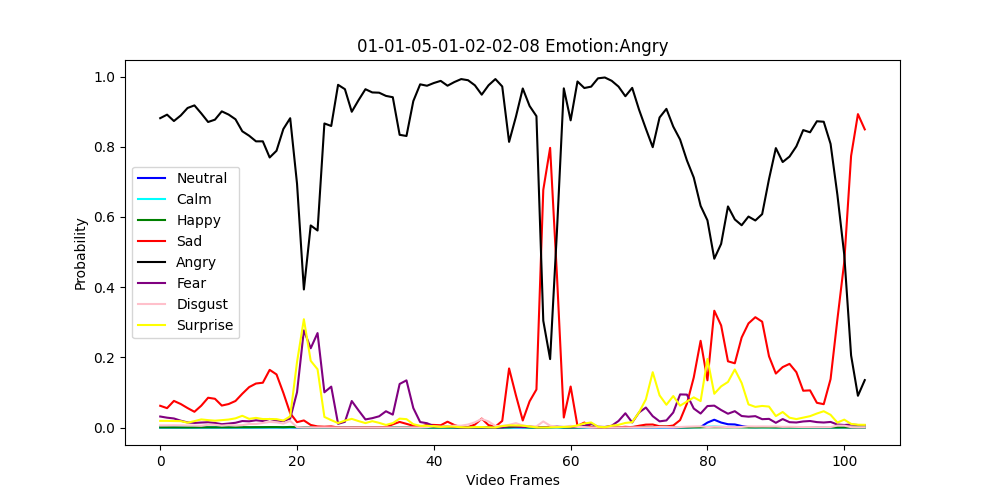 01-01-05-01-02-02-08 Emotion:Angry
1.0
0.8
0.6
0.4
0.2
0.0
Probability
Neutral
Calm
Happy
Sad
Angry
Fear
Disgust
Surprise
0 20 40 60 80 100
Video Frames